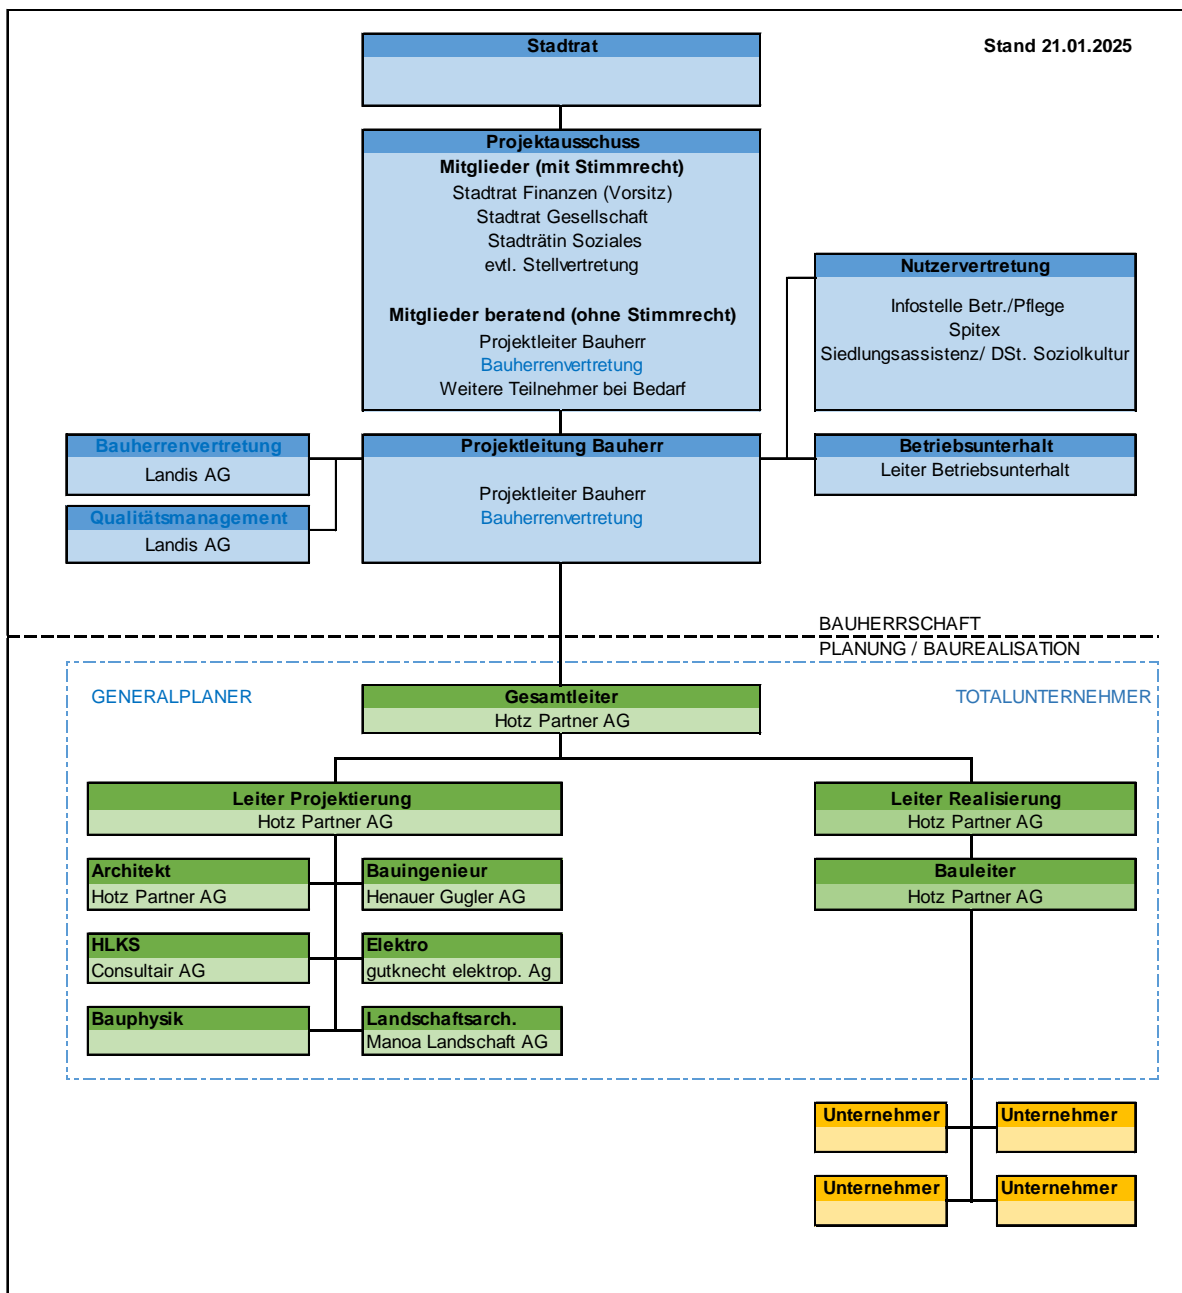 Stadtrat
Stand 21.01.2025
Projektausschuss
Mitglieder (mit Stimmrecht)
Stadtrat Finanzen (Vorsitz)
Stadtrat Gesellschaft
Stadträtin Soziales
evtl. Stellvertretung
Mitglieder beratend (ohne Stimmrecht)
Projektleiter Bauherr
Bauherrenvertretung
Weitere Teilnehmer bei Bedarf
Nutzervertretung
Infostelle Betr./Pflege
Spitex
Siedlungsassistenz/ DSt. Soziolkultur
Bauherrenvertretung
Landis AG
Qualitätsmanagement
Landis AG
Projektleitung Bauherr
Projektleiter Bauherr
Bauherrenvertretung
Betriebsunterhalt
Leiter Betriebsunterhalt
BAUHERRSCHAFT
PLANUNG / BAUREALISATION
GENERALPLANER
Gesamtleiter
Hotz Partner AG
TOTALUNTERNEHMER
Leiter Projektierung
Hotz Partner AG
Leiter Realisierung
Hotz Partner AG
Architekt
Hotz Partner AG
Bauingenieur
Henauer Gugler AG
Bauleiter
Hotz Partner AG
HLKS
Consultair AG
Elektro
gutknecht elektrop. Ag
Bauphysik
Landschaftsarch.
Manoa Landschaft AG
Unternehmer
Unternehmer
Unternehmer
Unternehmer